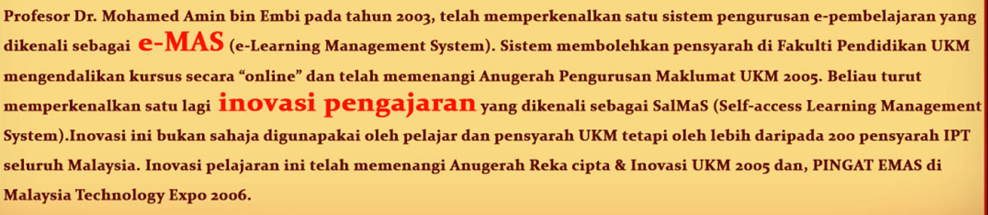 Profesor Dr. Mohamed Amin bin Embi pada tahun 2003, telah memperkenalkan satu sistem pengurusan e-pembelajaran yang
dikenali sebagai e-MAS (e-Learning Management System). Sistem membolehkan pensyarah di Fakulti Pendidikan UKM
mengendalikan kursus secara “online” dan telah memenangi Anugerah Pengurusan Maklumat UKM 2005. Beliau turut
memperkenalkan satu lagi inovasi pengajaran yang dikenali sebagai SalMaS (Self-access Learning Management
System).Inovasi ini bukan sahaja digunapakai oleh pelajar dan pensyarah UKM tetapi oleh lebih daripada 200 pensyarah IPT
seluruh Malaysia. Inovasi pelajaran ini telah memenangi Anugerah Reka cipta & Inovasi UKM 2005 dan, PINGAT EMAS di
Malaysia Technology Expo 2006.